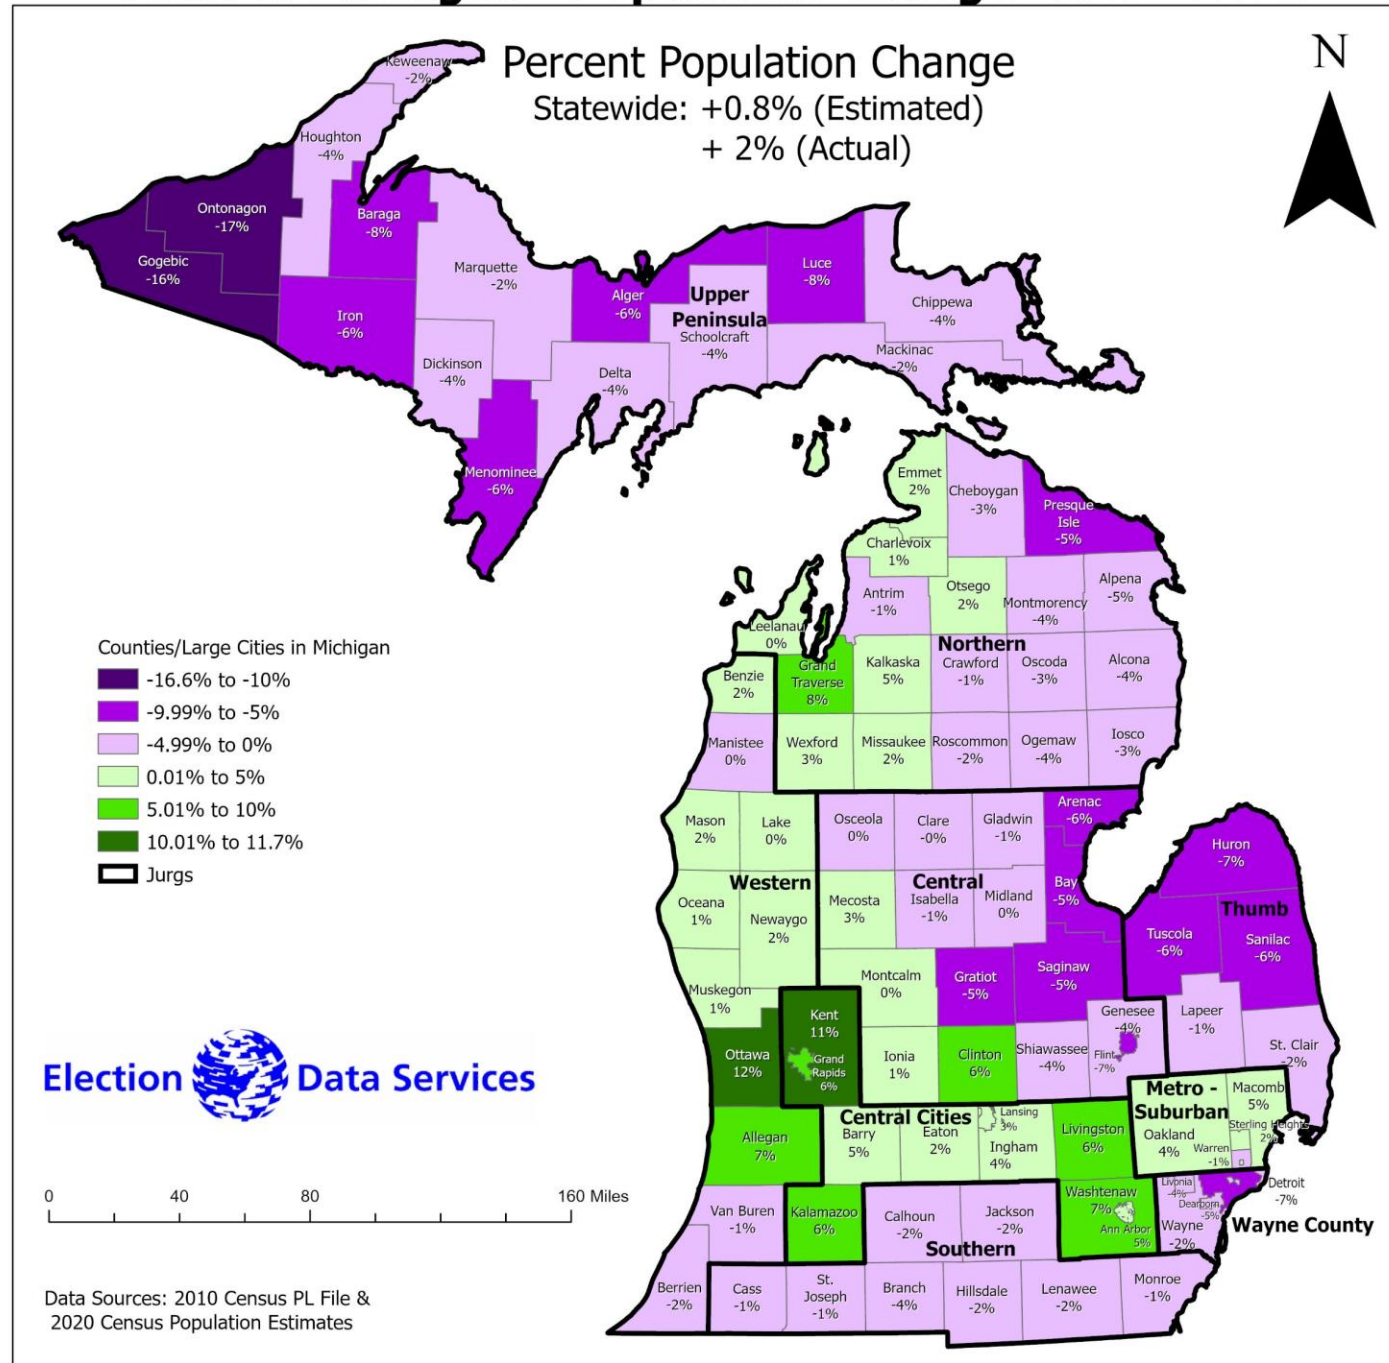 Percent Population Change
Statewide: +0.8% (Estimated)
+ 2% (Actual)
N
Keweenaw
-2%
Houghton
-4%
Ontonagon
-17%
Baraga
-8%
Gogebic
-16%
Marquette
-2%
Iron
-6%
Alger
-6%
Luce
-8%
Upper
Peninsula
Schoolcraft
-4%
Chippewa
-4%
Mackinac
-2%
Dickinson
-4%
Delta
-4%
Menominee
-6%
Emmet
2%
Cheboygan
-3%
Presque
Isle
-5%
Charlevoix
1%
Antrim
-1%
Otsego
2%
Montmorency
-4%
Alpena
-5%
Leelanau
0%
Northern
Benzie
2%
Grand
Traverse
8%
Kalkaska
5%
Crawford
-1%
Oscoda
-3%
Alcona
-4%
Manistee
0%
Wexford
3%
Missaukee
2%
Roscommon
-2%
Ogemaw
-4%
Iosco
-3%
Counties/Large Cities in Michigan
-16.6% to -10%
-9.99% to -5%
-4.99% to 0%
0.01% to 5%
5.01% to 10%
10.01% to 11.7%
Jurgs
Mason
2%
Lake
0%
Osceola
0%
Clare
-0%
Gladwin
-1%
Arenac
-6%
Huron
-7%
Western
Central
Thumb
Oceana
1%
Newaygo
2%
Mecosta
3%
Isabella
-1%
Midland
0%
Bay
-5%
Tuscola
-6%
Sanilac
-6%
Muskegon
1%
Montcalm
0%
Gratiot
-5%
Saginaw
-5%
Kent
11%
Grand
Rapids
6%
Ottawa
12%
Ionia
1%
Clinton
6%
Shiawassee
-4%
Genesee
-4%
Flint
-7%
Lapeer
-1%
St. Clair
-2%
Election Data Services
Metro -
Suburban
Macomb
5%
Sterling Heights
2%
Oakland
4%
Warren
-1%
Central Cities
Allegan
7%
Barry
5%
Eaton
2%
Lansing
3%
Ingham
4%
Livingston
6%
0 40 80 160 Miles
Van Buren
-1%
Kalamazoo
6%
Calhoun
-2%
Jackson
-2%
Washtenaw
7%
Ann Arbor
5%
Livonia
-4%
Dearborn
-5%
Detroit
-7%
Wayne
-2%
Wayne County
Southern
Berrien
-2%
Cass
-1%
St.
Joseph
-1%
Branch
-4%
Hillsdale
-2%
Lenawee
-2%
Monroe
-1%
Data Sources: 2010 Census PL File &
2020 Census Population Estimates